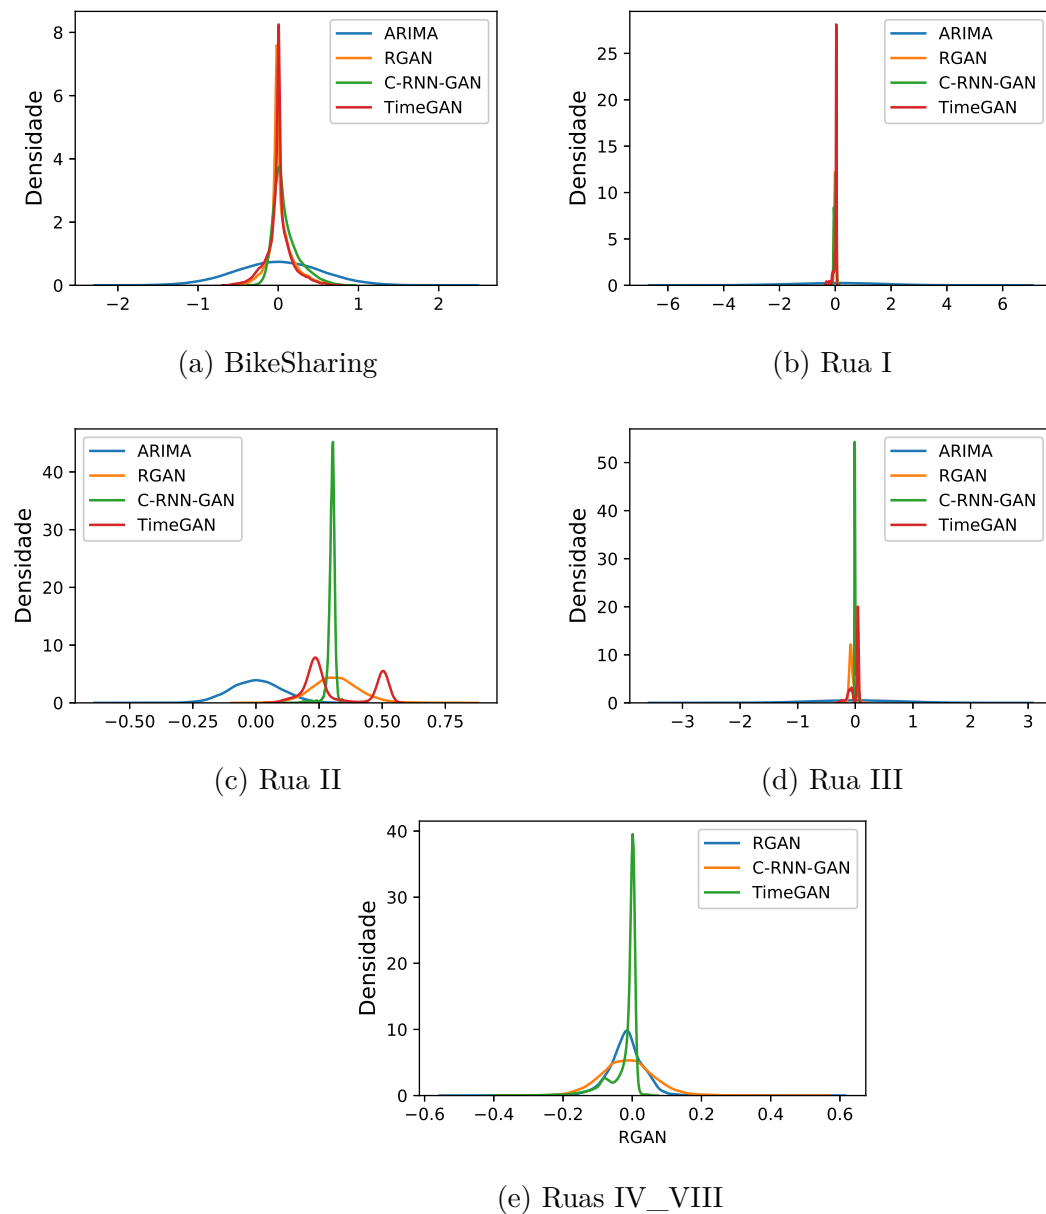 Densidade
8
6
4
2
0
−2 −1 0 1 2
ARIMA
RGAN
C-RNN-GAN
TimeGAN
(a) BikeSharing
Densidade
25
20
15
10
5
0
−6 −4 −2 0 2 4 6
ARIMA
RGAN
C-RNN-GAN
TimeGAN
(b) Rua I
Densidade
40
30
20
10
0
−0.50 −0.25 0.00 0.25 0.50 0.75
ARIMA
RGAN
C-RNN-GAN
TimeGAN
(c) Rua II
Densidade
50
40
30
20
10
0
−3 −2 −1 0 1 2 3
ARIMA
RGAN
C-RNN-GAN
TimeGAN
(d) Rua III
Densidade
40
30
20
10
0
−0.6 −0.4 −0.2 0.0 0.2 0.4 0.6
RGAN
RGAN
C-RNN-GAN
TimeGAN
(e) Ruas IV_VIII